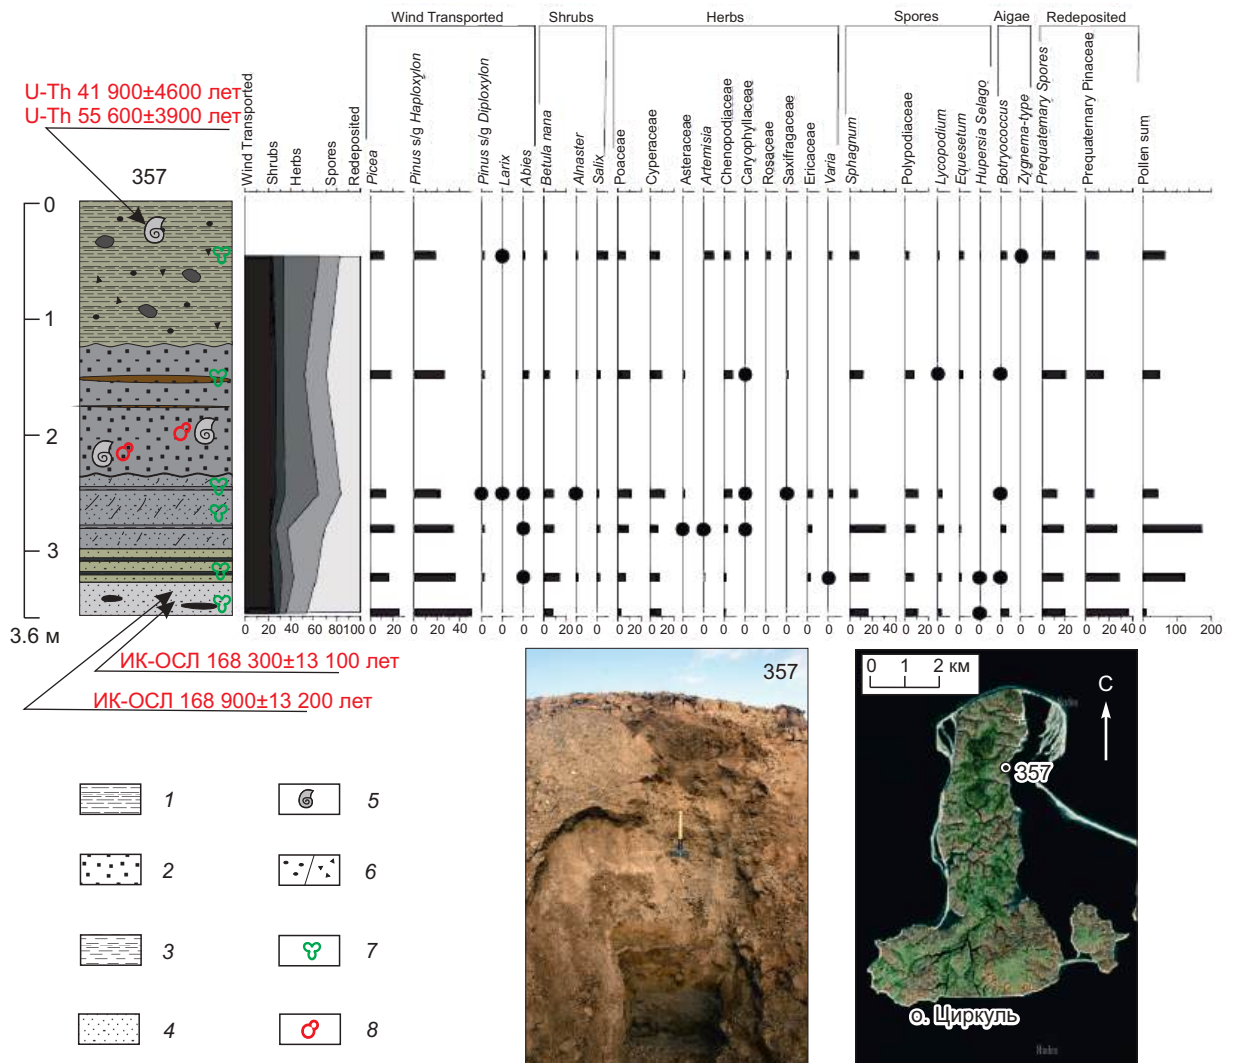 Wind Transported Shrubs Herbs Spores Aigae Redeposited
U-Th 41 900±4600 лет
U-Th 55 600±3900 лет
357
Wind Transported
Shrubs
Herbs
Spores
Redeposited
Picea
Pinus s/g Haploxylon
Pinus s/g Diploxylon
Larix
Abies
Betula nana
Alnaster
Salix
Poaceae
Cyperaceae
Asteraceae
Artemisia
Chenopodiaceae
Caryophyllaceae
Rosaceae
Saxifragaceae
Ericaceae
Varia
Sphagnum
Polypodiaceae
Lycopodium
Equesetum
Hupersia Selago
Botryococcus
Zygnema-type
Prequaternary Spores
Prequaternary Pinaceae
Pollen sum
0
1
2
3
3.6 м
0 20 40 60 80 100 0 20 0 20 40 0 0 0 0 20 0 0 0 20 0 20 0 0 0 0 0 0 0 0 0 20 40 0 20 0 0 0 0 0 0 20 0 20 40 0 100 200
ИК-ОСЛ 168 300±13 100 лет
ИК-ОСЛ 168 900±13 200 лет
357
0 1 2 км
С
357
о. Циркуль
1 5
2 6
3 7
4 8